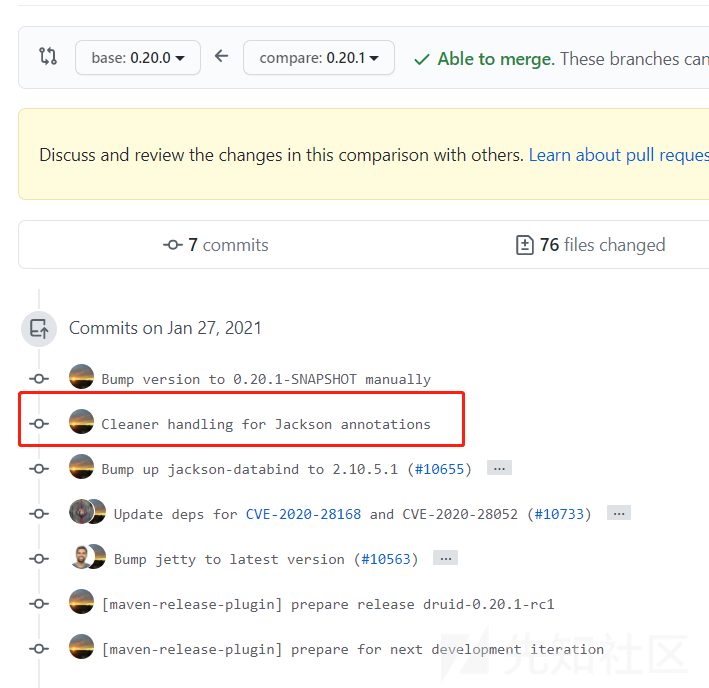 base: 0.20.0
compare: 0.20.1
Able to merge. These branches can
Discuss and review the changes in this comparison with others. Learn about pull reques
7 commits
76 files changed
Commits on Jan 27, 2021
Bump version to 0.20.1-SNAPSHOT manually
Cleaner handling for Jackson annotations
Bump up jackson-databind to 2.10.5.1 (#10655) …
Update deps for CVE-2020-28168 and CVE-2020-28052 (#10733) …
Bump jetty to latest version (#10563) …
[maven-release-plugin] prepare release druid-0.20.1-rc1
[maven-release-plugin] prepare for next development iteration
先知社区